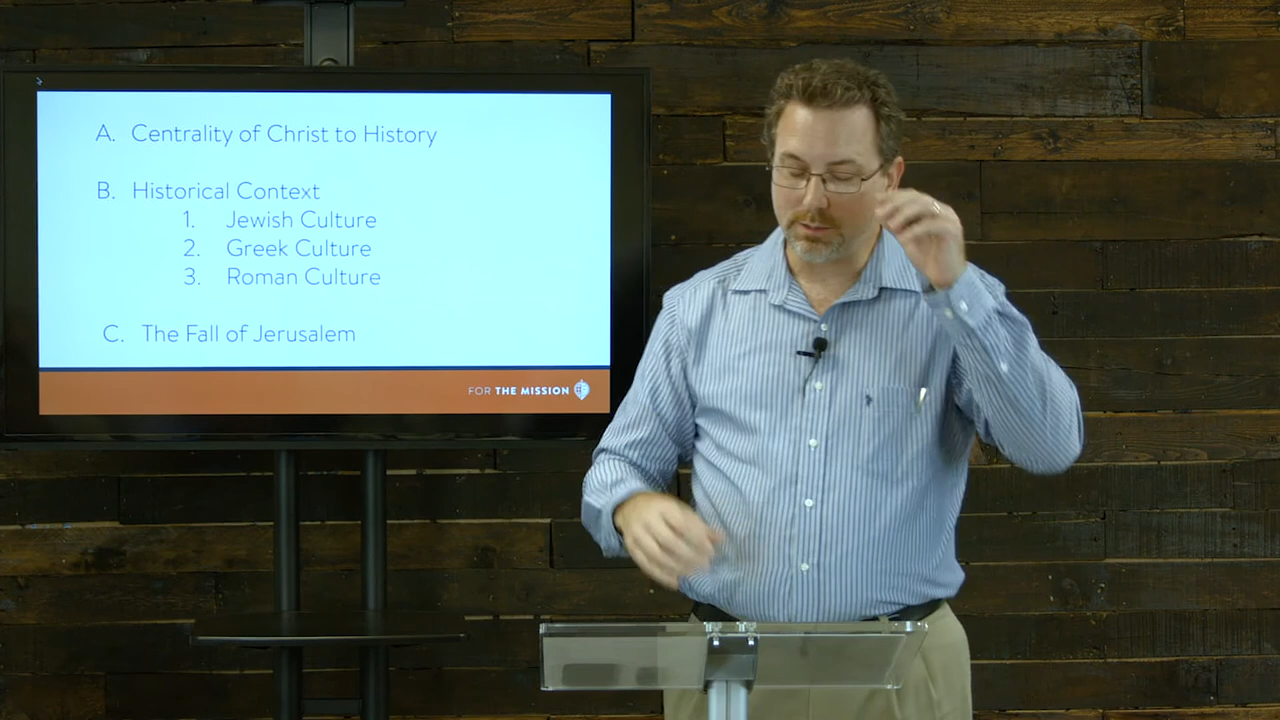 A. Centrality of Christ to History
B. Historical Context
1. Jewish Culture
2. Greek Culture
3. Roman Culture
C. The Fall of Jerusalem
FOR THE MISSION